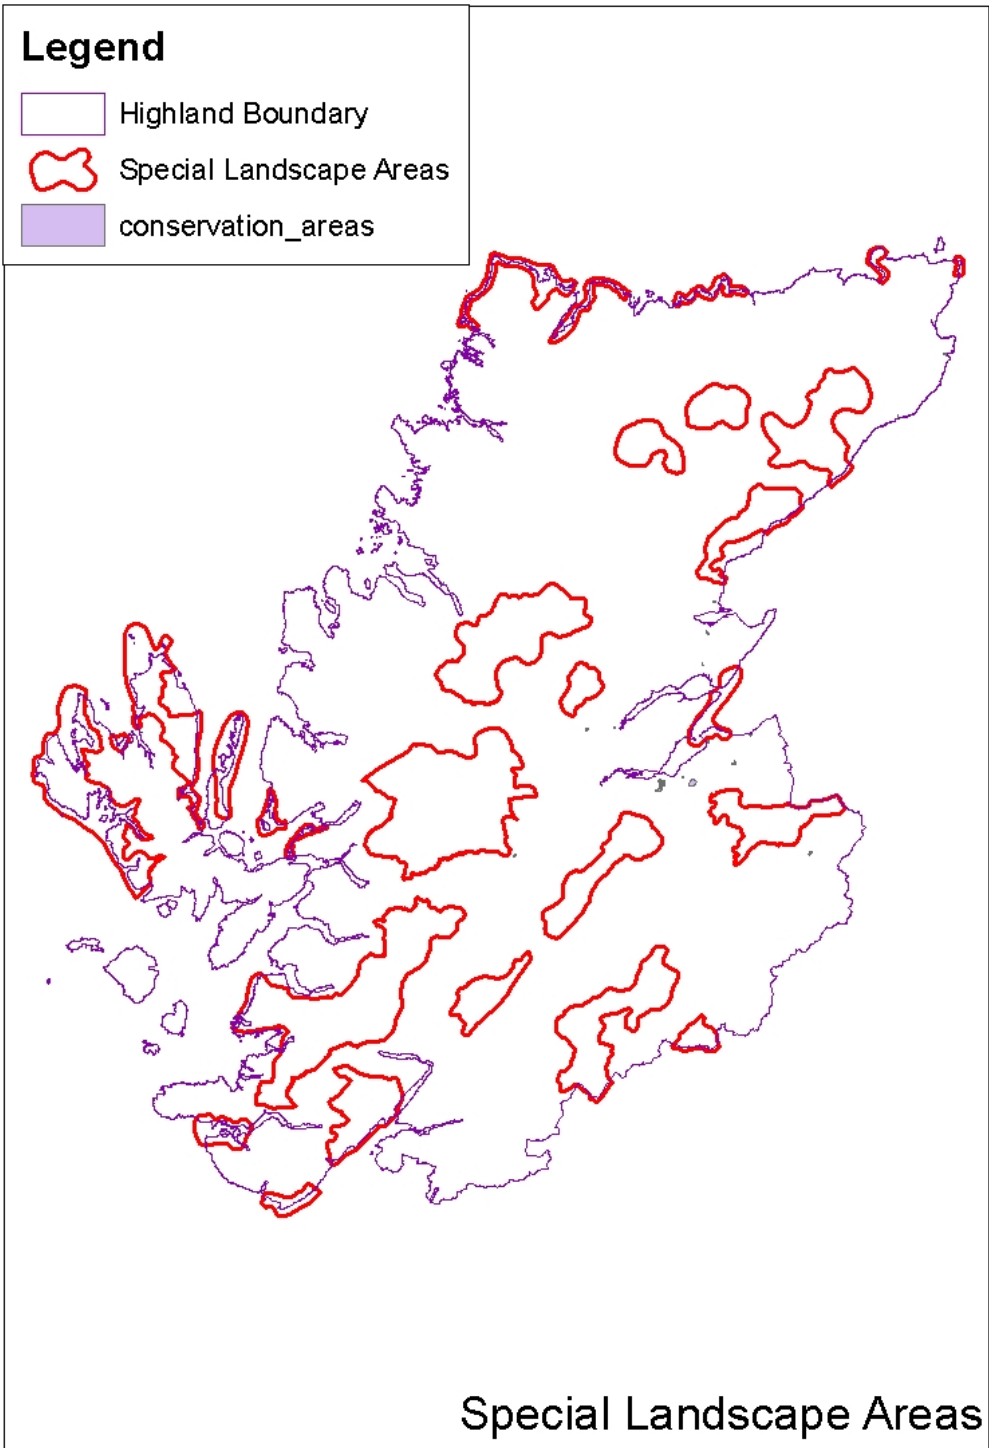 Legend
Highland Boundary
Special Landscape Areas
conservation_areas
Special Landscape Areas